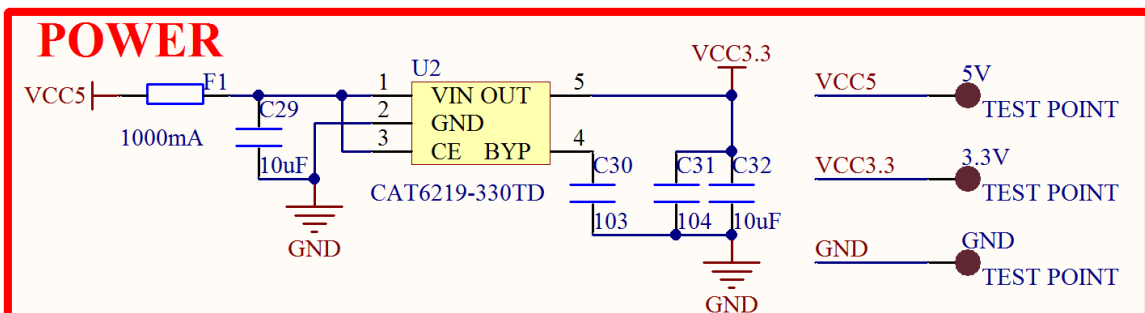 POWER
VCC5
F1
1000mA
C29
10uF
GND
U2
1 VIN OUT 5
2 GND
3 CE BYP 4
CAT6219-330TD
C30
103
C31
104
C32
10uF
VCC3.3
GND
VCC5
5V
TEST POINT
VCC3.3
3.3V
TEST POINT
GND
GND
TEST POINT